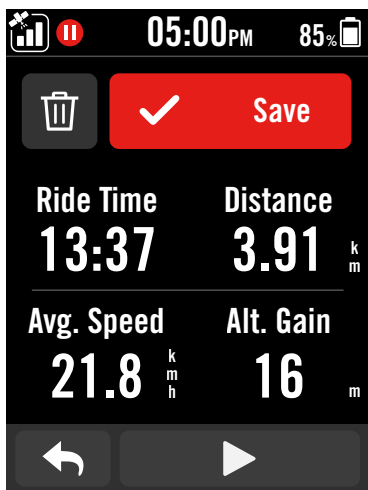 05:00PM 85%
Save
Ride Time Distance
13:37 3.91 km
Avg. Speed Alt. Gain
21.8 kmh 16 m